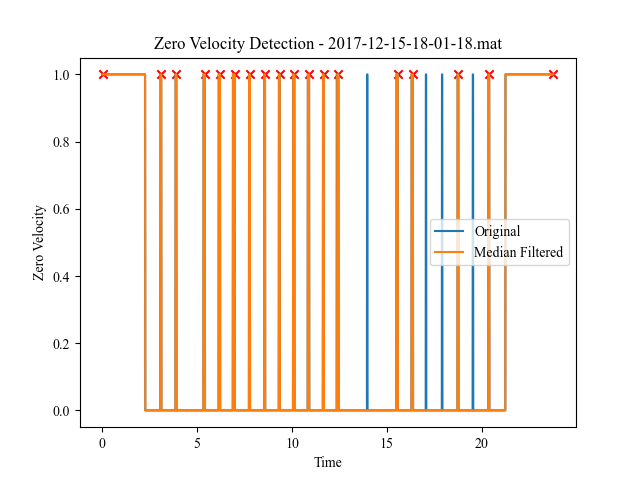 Zero Velocity Detection - 2017-12-15-18-01-18.mat
1.0
0.8
0.6
0.4
0.2
0.0
Zero Velocity
Original
Median Filtered
0 5 10 15 20
Time